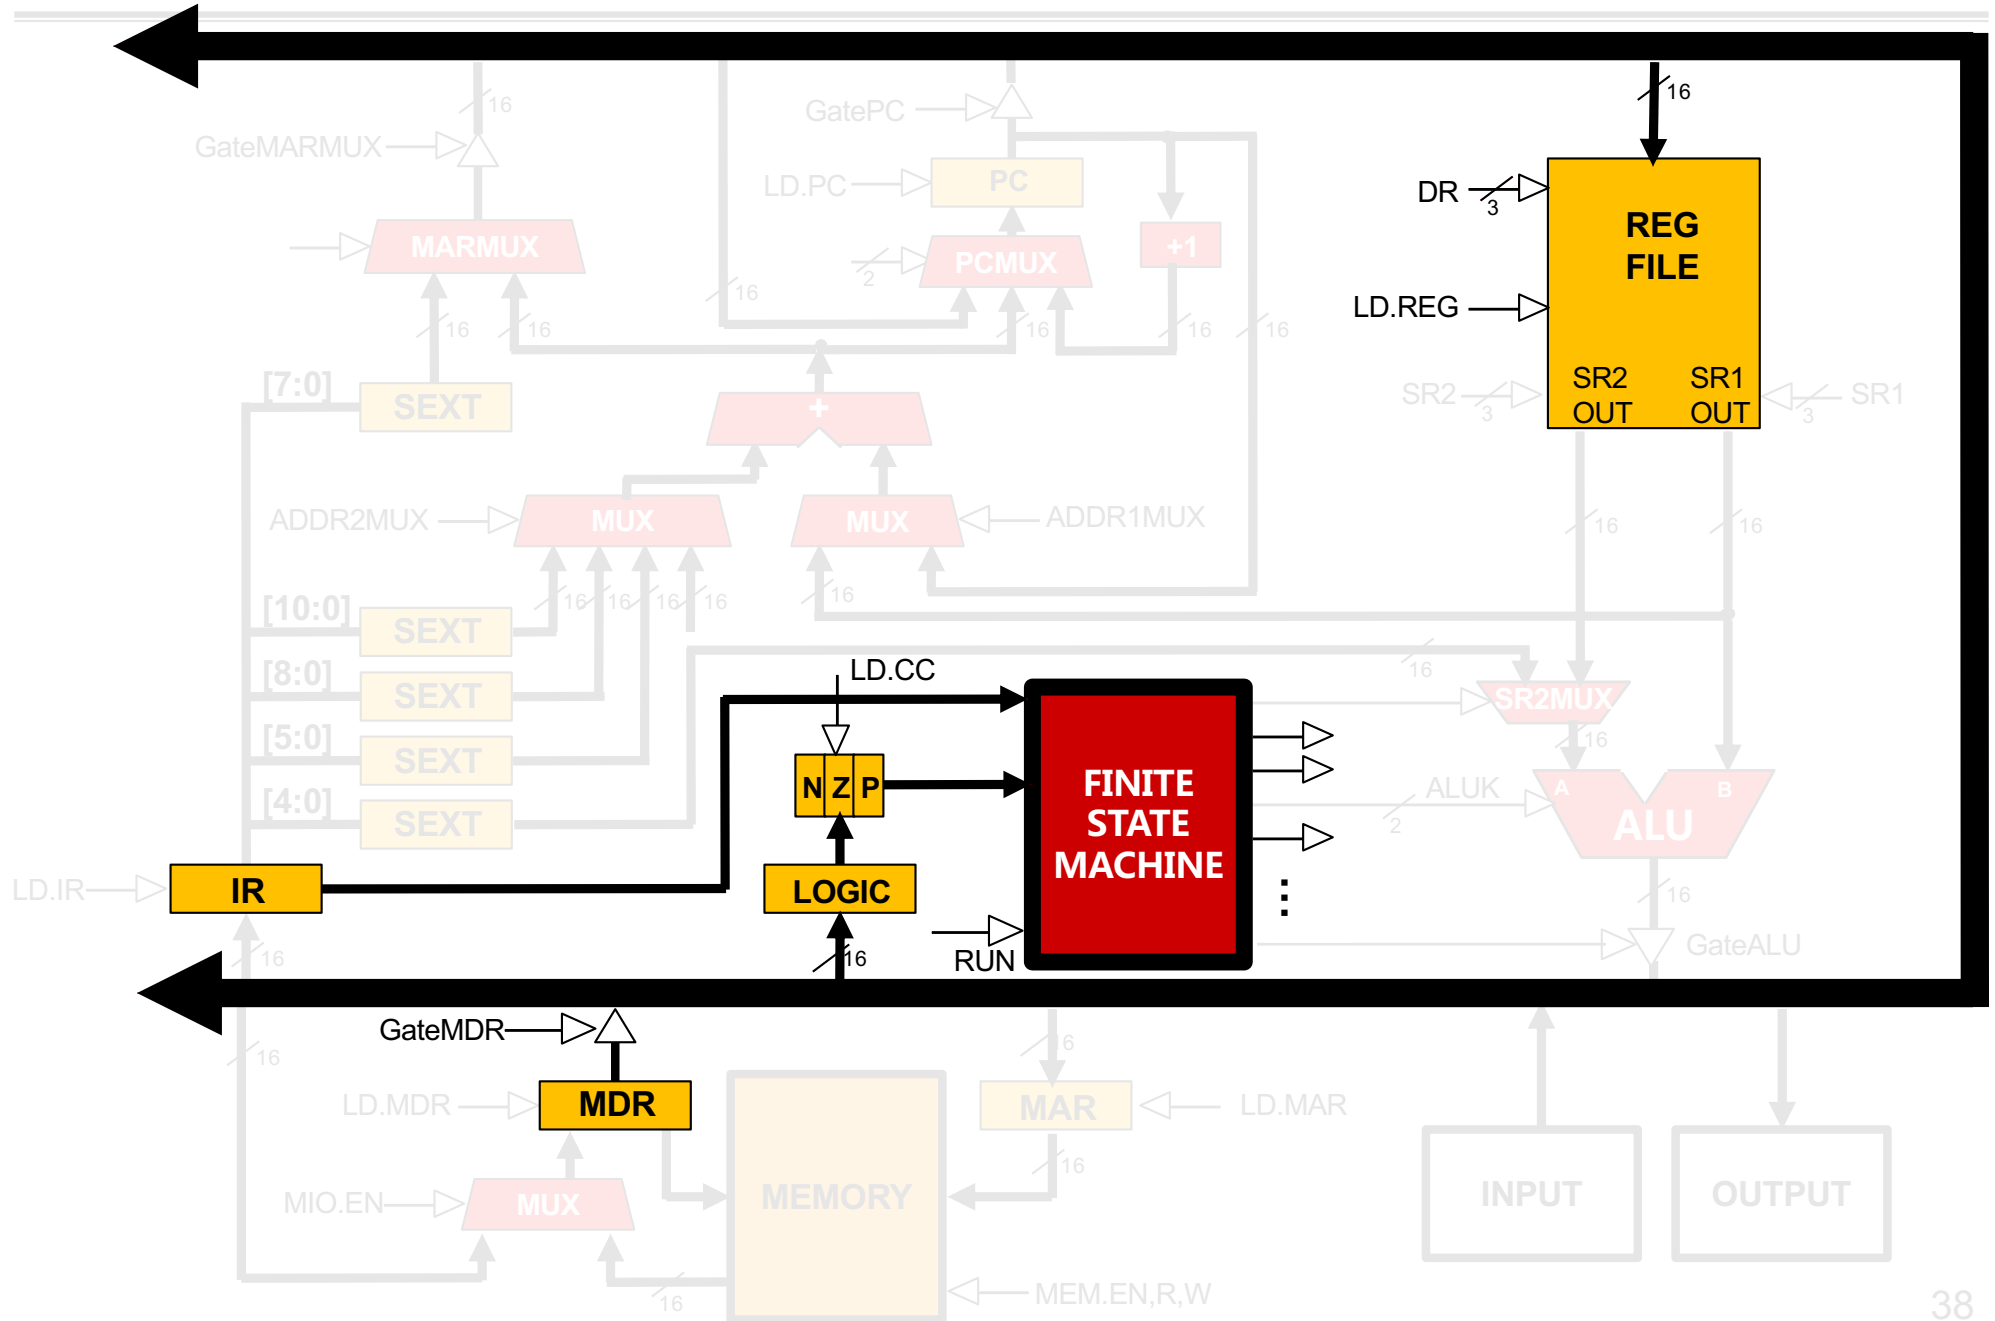 16
16
GatePC
GateMARMUX
LD.PC
PC
DR
3
REG
FILE
MARMUX
PCMUX
+1
2
16
LD.REG
16
16
16
16
16
[7:0]
SEXT
SR2
3
SR2
OUT
SR1
OUT
3
SR1
+
ADDR2MUX
MUX
MUX
ADDR1MUX
16
16
16
16
16
16
16
[10:0]
SEXT
LD.CC
16
[8:0]
SEXT
SR2MUX
[5:0]
SEXT
16
N Z P
FINITE
STATE
MACHINE
ALUK
2
A
B
ALU
[4:0]
SEXT
LD.IR
IR
LOGIC
⋮
16
16
16
RUN
GateALU
GateMDR
16
16
LD.MDR
MDR
MAR
LD.MAR
16
MIO.EN
MUX
MEMORY
INPUT
OUTPUT
16
MEM.EN,R,W
38